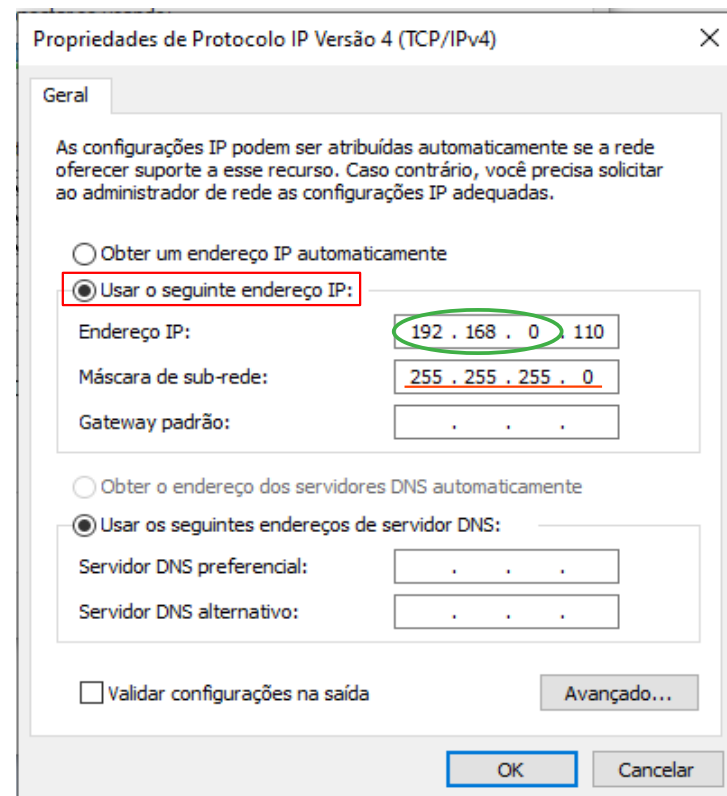 Propriedades de Protocolo IP Versão 4 (TCP/IPv4)
Geral
As configurações IP podem ser atribuídas automaticamente se a rede
oferecer suporte a esse recurso. Caso contrário, você precisa solicitar
ao administrador de rede as configurações IP adequadas.
Obter um endereço IP automaticamente
Usar o seguinte endereço IP:
Endereço IP: 192 . 168 . 0 . 110
Máscara de sub-rede: 255 . 255 . 255 . 0
Gateway padrão: . . .
Obter o endereço dos servidores DNS automaticamente
Usar os seguintes endereços de servidor DNS:
Servidor DNS preferencial: . . .
Servidor DNS alternativo: . . .
Validar configurações na saída
Avançado...
OK Cancelar